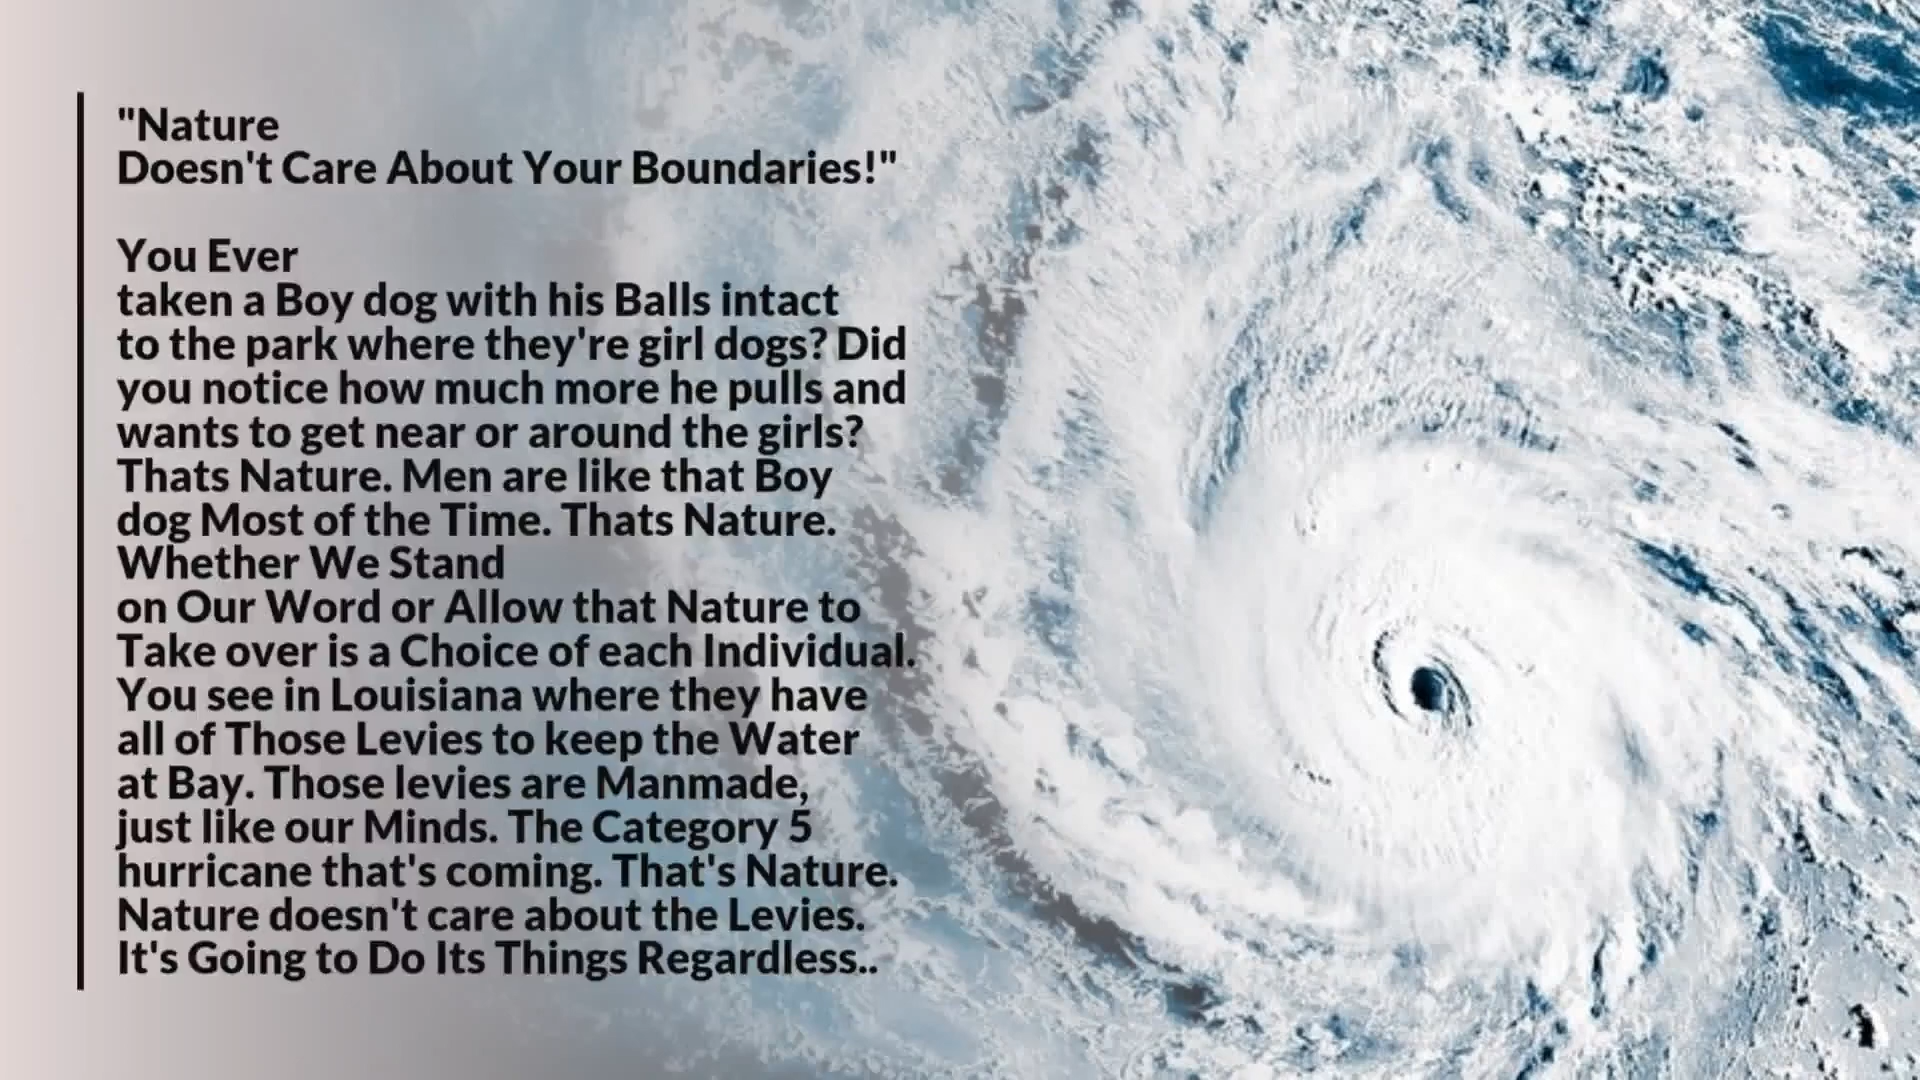 "Nature
Doesn't Care About Your Boundaries!"
You Ever
taken a Boy dog with his Balls intact
to the park where they're girl dogs? Did
you notice how much more he pulls and
wants to get near or around the girls?
Thats Nature. Men are like that Boy
dog Most of the Time. Thats Nature.
Whether We Stand
on Our Word or Allow that Nature to
Take over is a Choice of each Individual.
You see in Louisiana where they have
all of Those Levies to keep the Water
at Bay. Those levies are Manmade,
just like our Minds. The Category 5
hurricane that's coming. That's Nature.
Nature doesn't care about the Levies.
It's Going to Do Its Things Regardless..